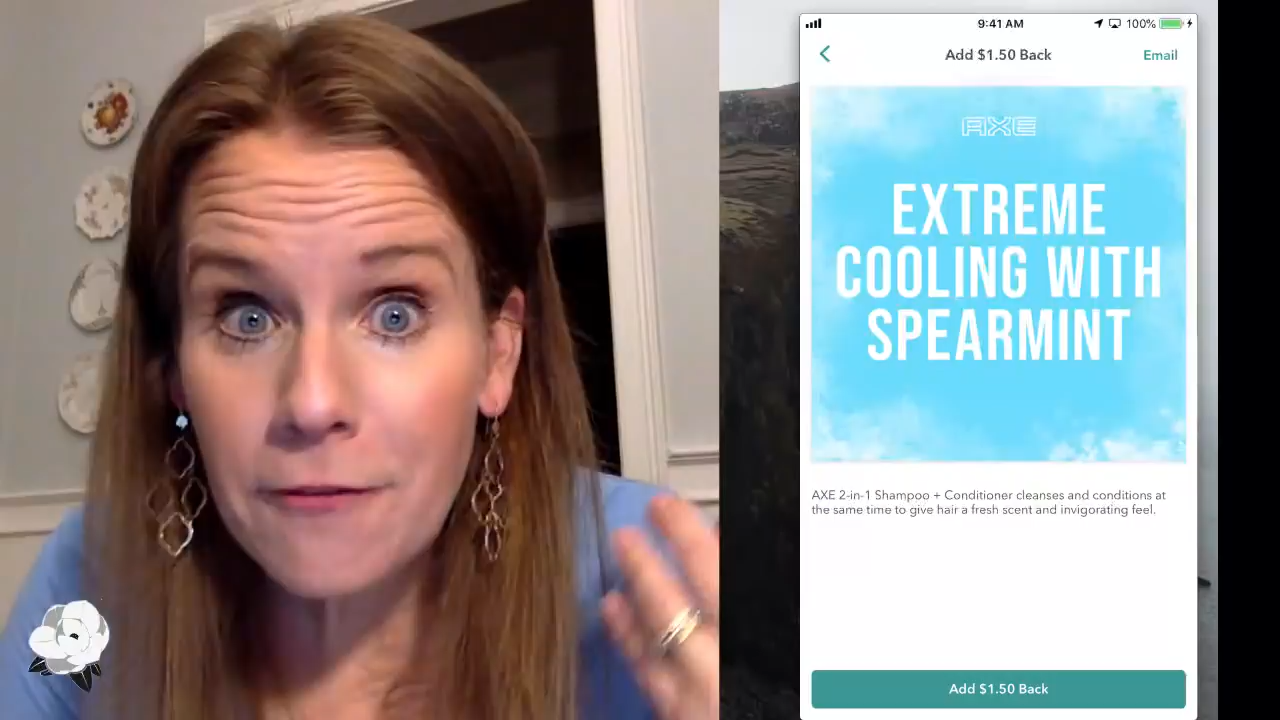 9:41 AM
100%
Add $1.50 Back
Email
AXE
EXTREME
COOLING WITH
SPEARMINT
AXE 2-in-1 Shampoo + Conditioner cleanses and conditions at
the same time to give hair a fresh scent and invigorating feel.
Add $1.50 Back